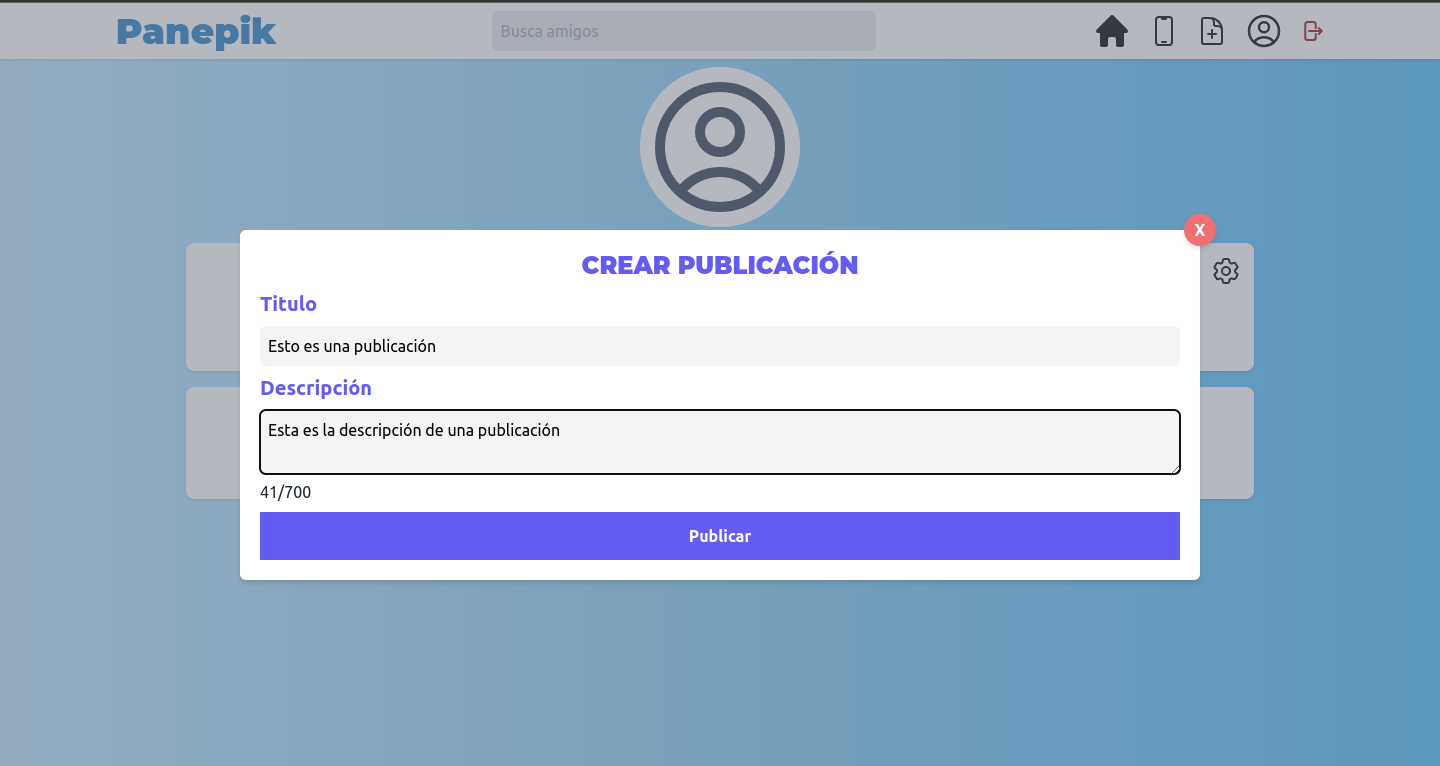 Panepik
Busca amigos
X
CREAR PUBLICACIÓN
Titulo
Esto es una publicación
Descripción
Esta es la descripción de una publicación
41/700
Publicar